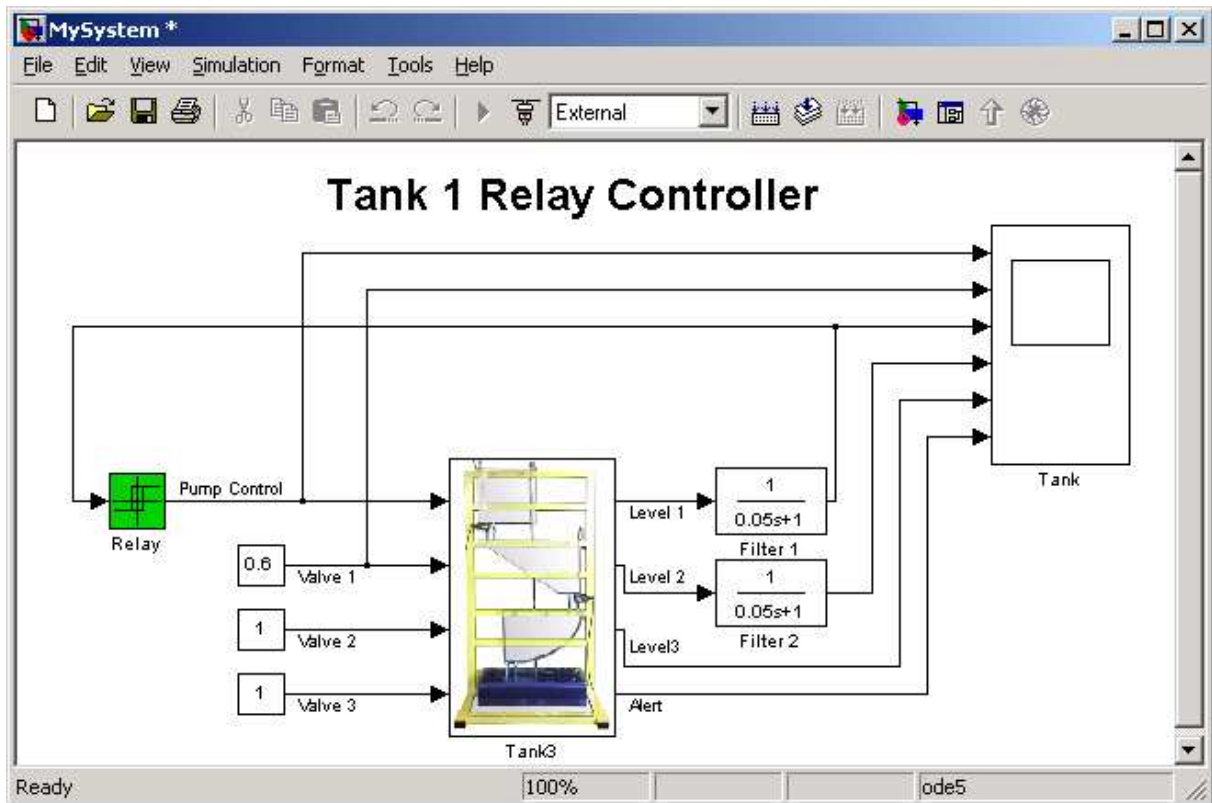 MySystem *
File Edit View Simulation Format Tools Help
External
Tank 1 Relay Controller
Tank
Pump Control
Relay
Level 1
1
0.05s+1
Filter 1
0.6
Valve 1
Level 2
1
0.05s+1
Filter 2
1
Valve 2
Level3
1
Valve 3
Alert
Tank3
Ready 100% ode5